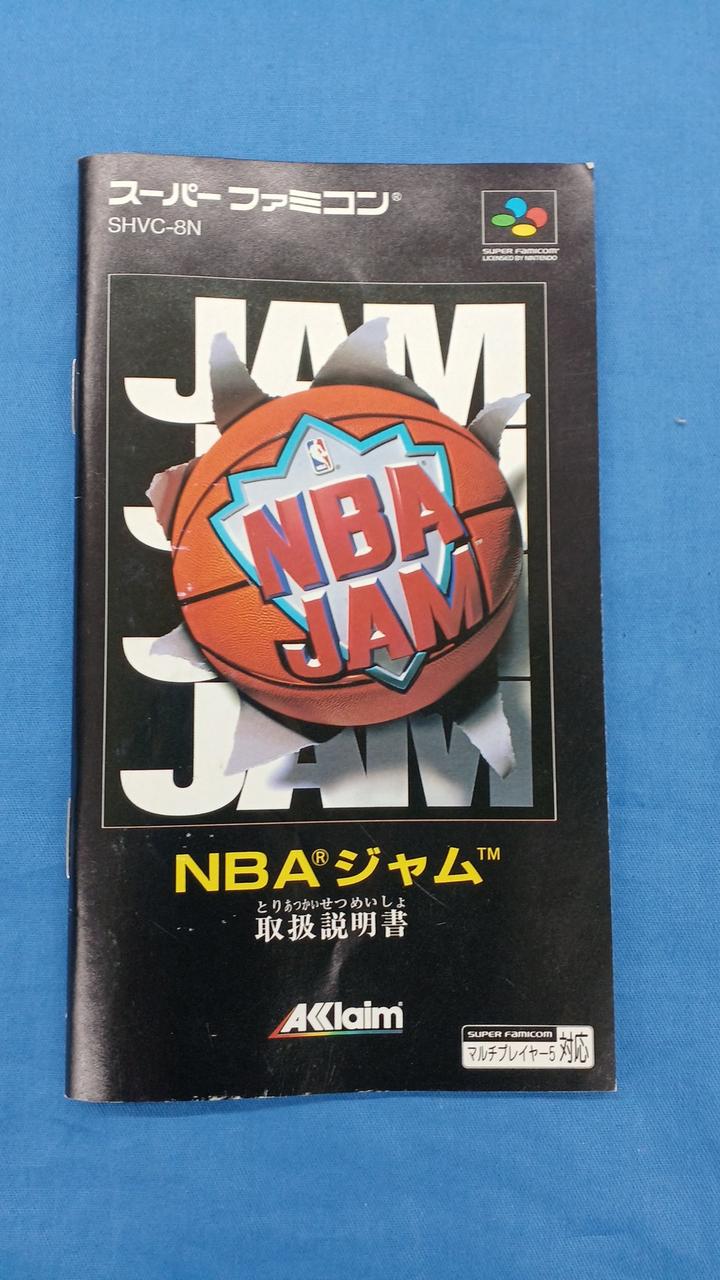 スーパーファミコン®
SHVC-8N
SUPER FAMICOM®
LICENSED BY NINTENDO
JAM
NBA
JAM™
JAM
NBA®ジャム™
とりあつかいせつめいしょ
取扱説明書
AKklaim®
SUPER FAMICOM
マルチプレイヤー5 対応